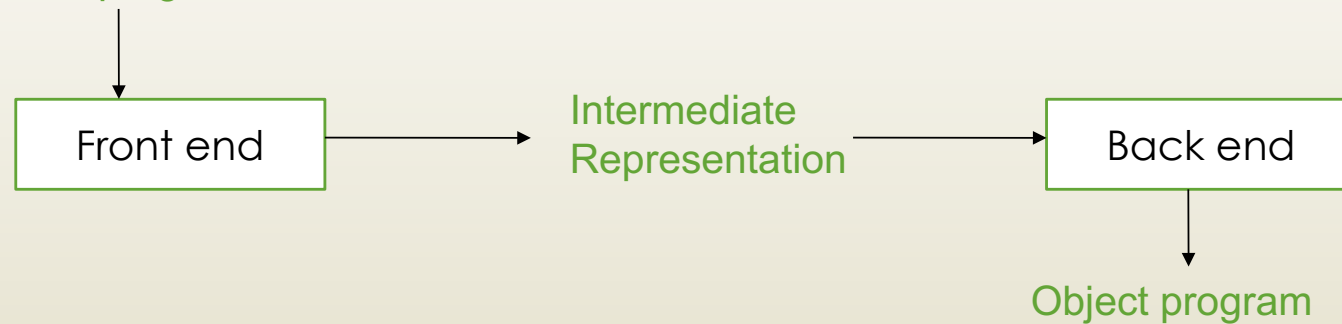 Front end
Intermediate
Representation
Back end
Object program